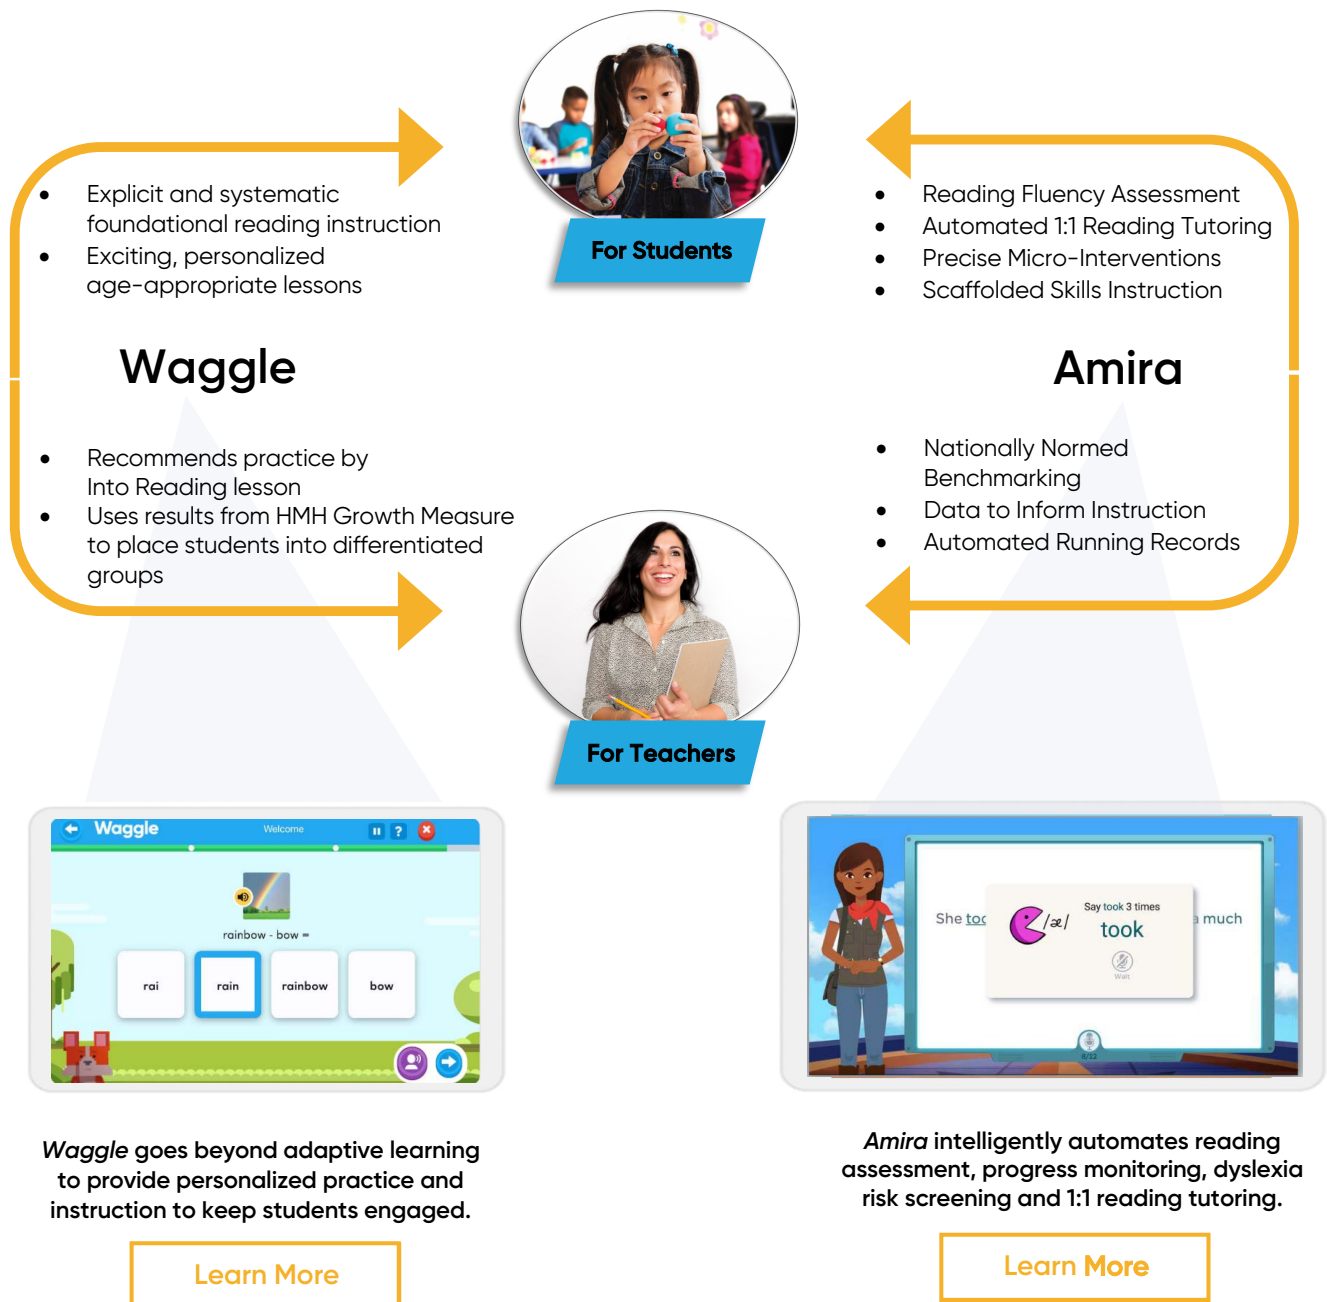 • Explicit and systematic
foundational reading instruction
• Exciting, personalized
age-appropriate lessons
For Students
• Reading Fluency Assessment
• Automated 1:1 Reading Tutoring
• Precise Micro-Interventions
• Scaffolded Skills Instruction
Waggle
Amira
• Recommends practice by
Into Reading lesson
• Uses results from HMH Growth Measure
to place students into differentiated
groups
• Nationally Normed
Benchmarking
• Data to Inform Instruction
• Automated Running Records
For Teachers
Waggle
Welcome
?
rainbow - bow =
rai
rain
rainbow
bow
She too
a much
/æ/
Say took 3 times
took
Wait
8/12
Waggle goes beyond adaptive learning
to provide personalized practice and
instruction to keep students engaged.
Learn More
Amira intelligently automates reading
assessment, progress monitoring, dyslexia
risk screening and 1:1 reading tutoring.
Learn More